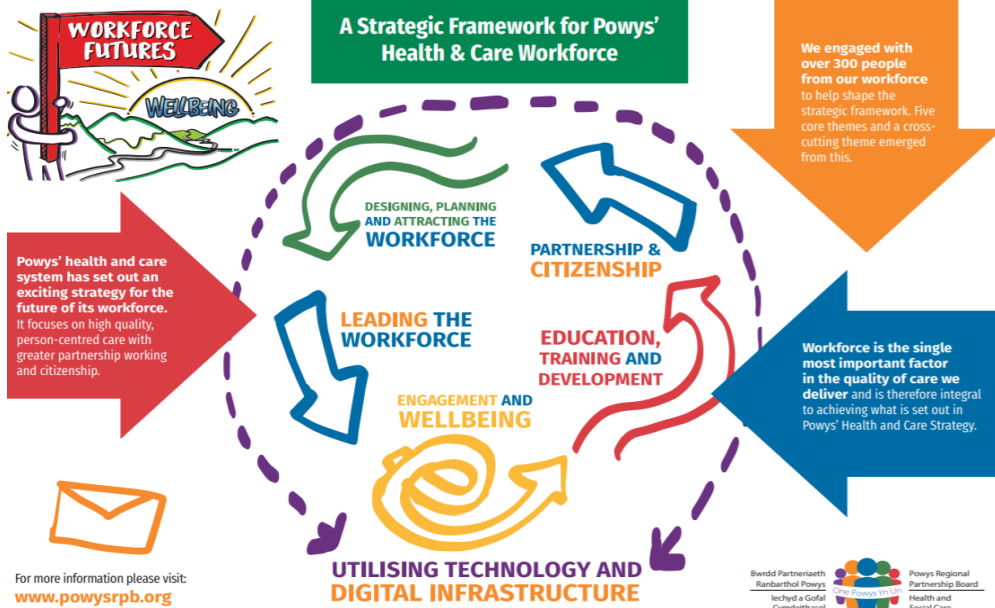 WORKFORCE
FUTURES
WELLBEING
A Strategic Framework for Powys'
Health & Care Workforce
We engaged with
over 300 people
from our workforce
to help shape the
strategic framework. Five
core themes and a cross-
cutting theme emerged
from this.
DESIGNING, PLANNING
AND ATTRACTING THE
WORKFORCE
PARTNERSHIP &
CITIZENSHIP
Powys' health and care
system has set out an
exciting strategy for the
future of its workforce.
It focuses on high quality,
person-centred care with
greater partnership working
and citizenship.
LEADING THE
WORKFORCE
EDUCATION,
TRAINING AND
DEVELOPMENT
Workforce is the single
most important factor
in the quality of care we
deliver and is therefore integral
to achieving what is set out in
Powys' Health and Care Strategy.
ENGAGEMENT AND
WELLBEING
UTILISING TECHNOLOGY AND
DIGITAL INFRASTRUCTURE
For more information please visit:
www.powysrpb.org
Bwrdd Partneriaeth
Ranbarthol Powys
Iechyd a Gofal
Cymdeithasol
One Powys Yn Un
Powys Regional
Partnership Board
Health and
Social Care